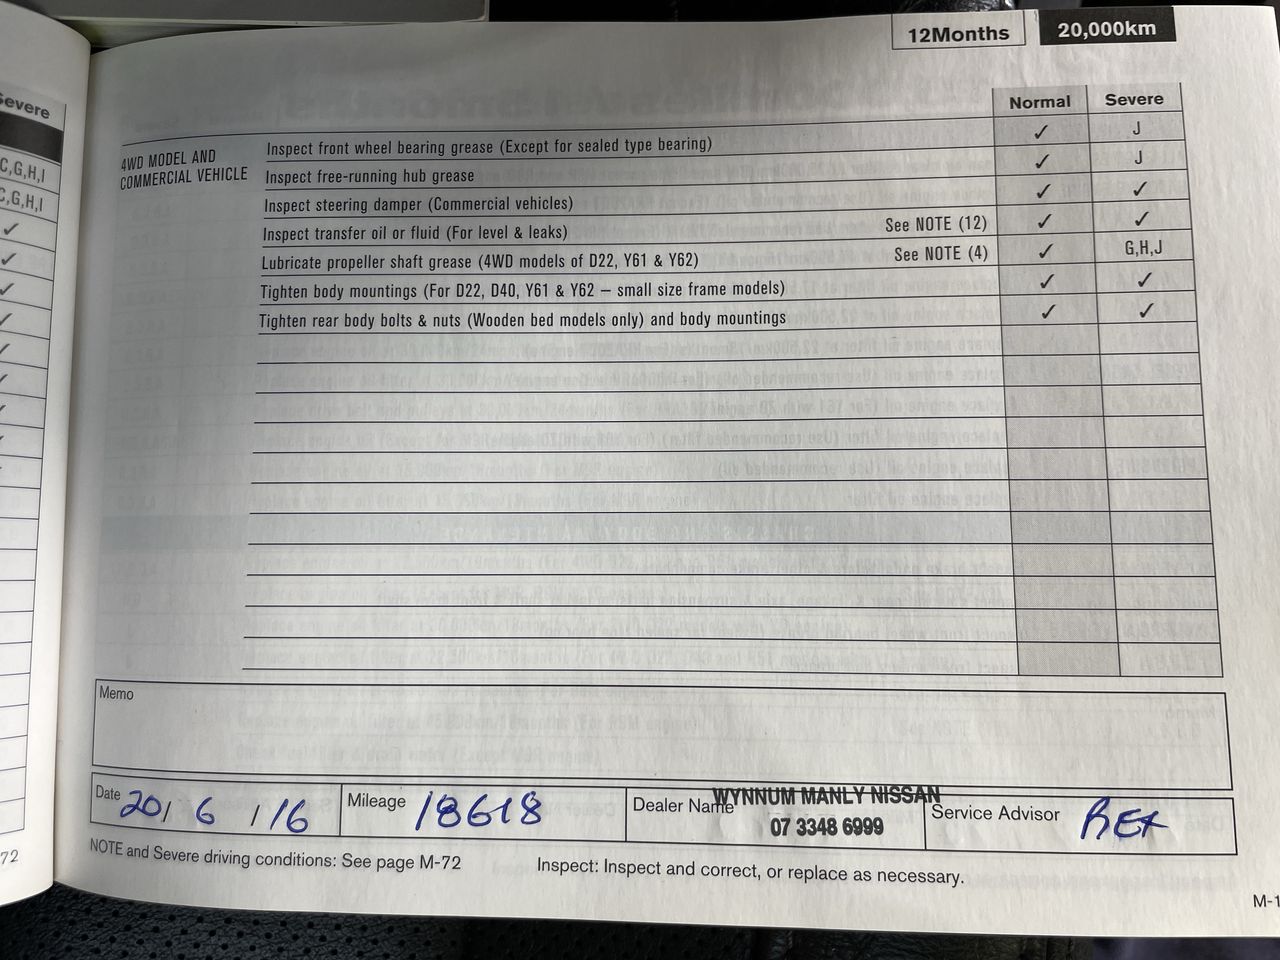 12Months 20,000km
Severe
C,G,H,I
C,G,H,I
✓
✓
✓
✓
✓
72
Normal Severe
4WD MODEL AND
COMMERCIAL VEHICLE
Inspect front wheel bearing grease (Except for sealed type bearing) ✓ J
Inspect free-running hub grease ✓ J
Inspect steering damper (Commercial vehicles) ✓ ✓
Inspect transfer oil or fluid (For level & leaks) See NOTE (12) ✓ ✓
Lubricate propeller shaft grease (4WD models of D22, Y61 & Y62) See NOTE (4) ✓ G,H,J
Tighten body mountings (For D22, D40, Y61 & Y62 – small size frame models) ✓ ✓
Tighten rear body bolts & nuts (Wooden bed models only) and body mountings ✓ ✓
Memo
Date 20/ 6 /16 Mileage 18618 Dealer Name WYNNUM MANLY NISSAN
07 3348 6999 Service Advisor REX
NOTE and Severe driving conditions: See page M-72 Inspect: Inspect and correct, or replace as necessary.
M-1